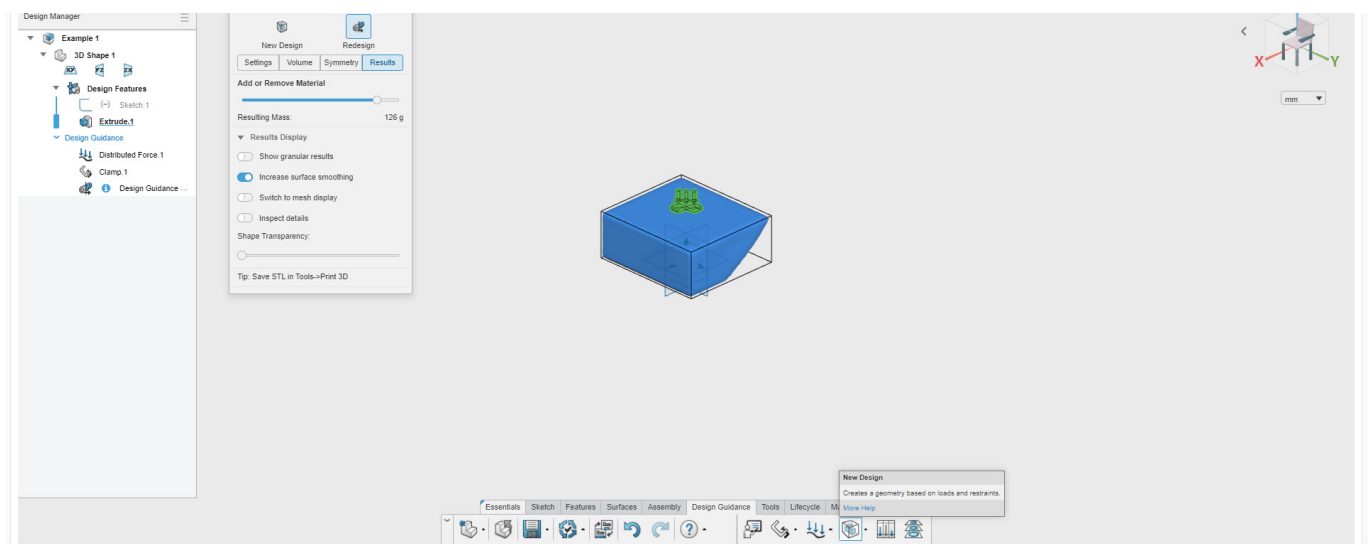 Design Manager
Example 1
3D Shape 1
XY YZ ZX
Design Features
(-) Sketch.1
Extrude.1
Design Guidance
Distributed Force.1
Clamp.1
Design Guidance ...
New Design Redesign
Settings Volume Symmetry Results
Add or Remove Material
Resulting Mass: 126 g
Results Display
Show granular results
Increase surface smoothing
Switch to mesh display
Inspect details
Shape Transparency:
Tip: Save STL in Tools->Print 3D
X Y
mm
New Design
Creates a geometry based on loads and restraints.
More Help
Essentials Sketch Features Surfaces Assembly Design Guidance Tools Lifecycle